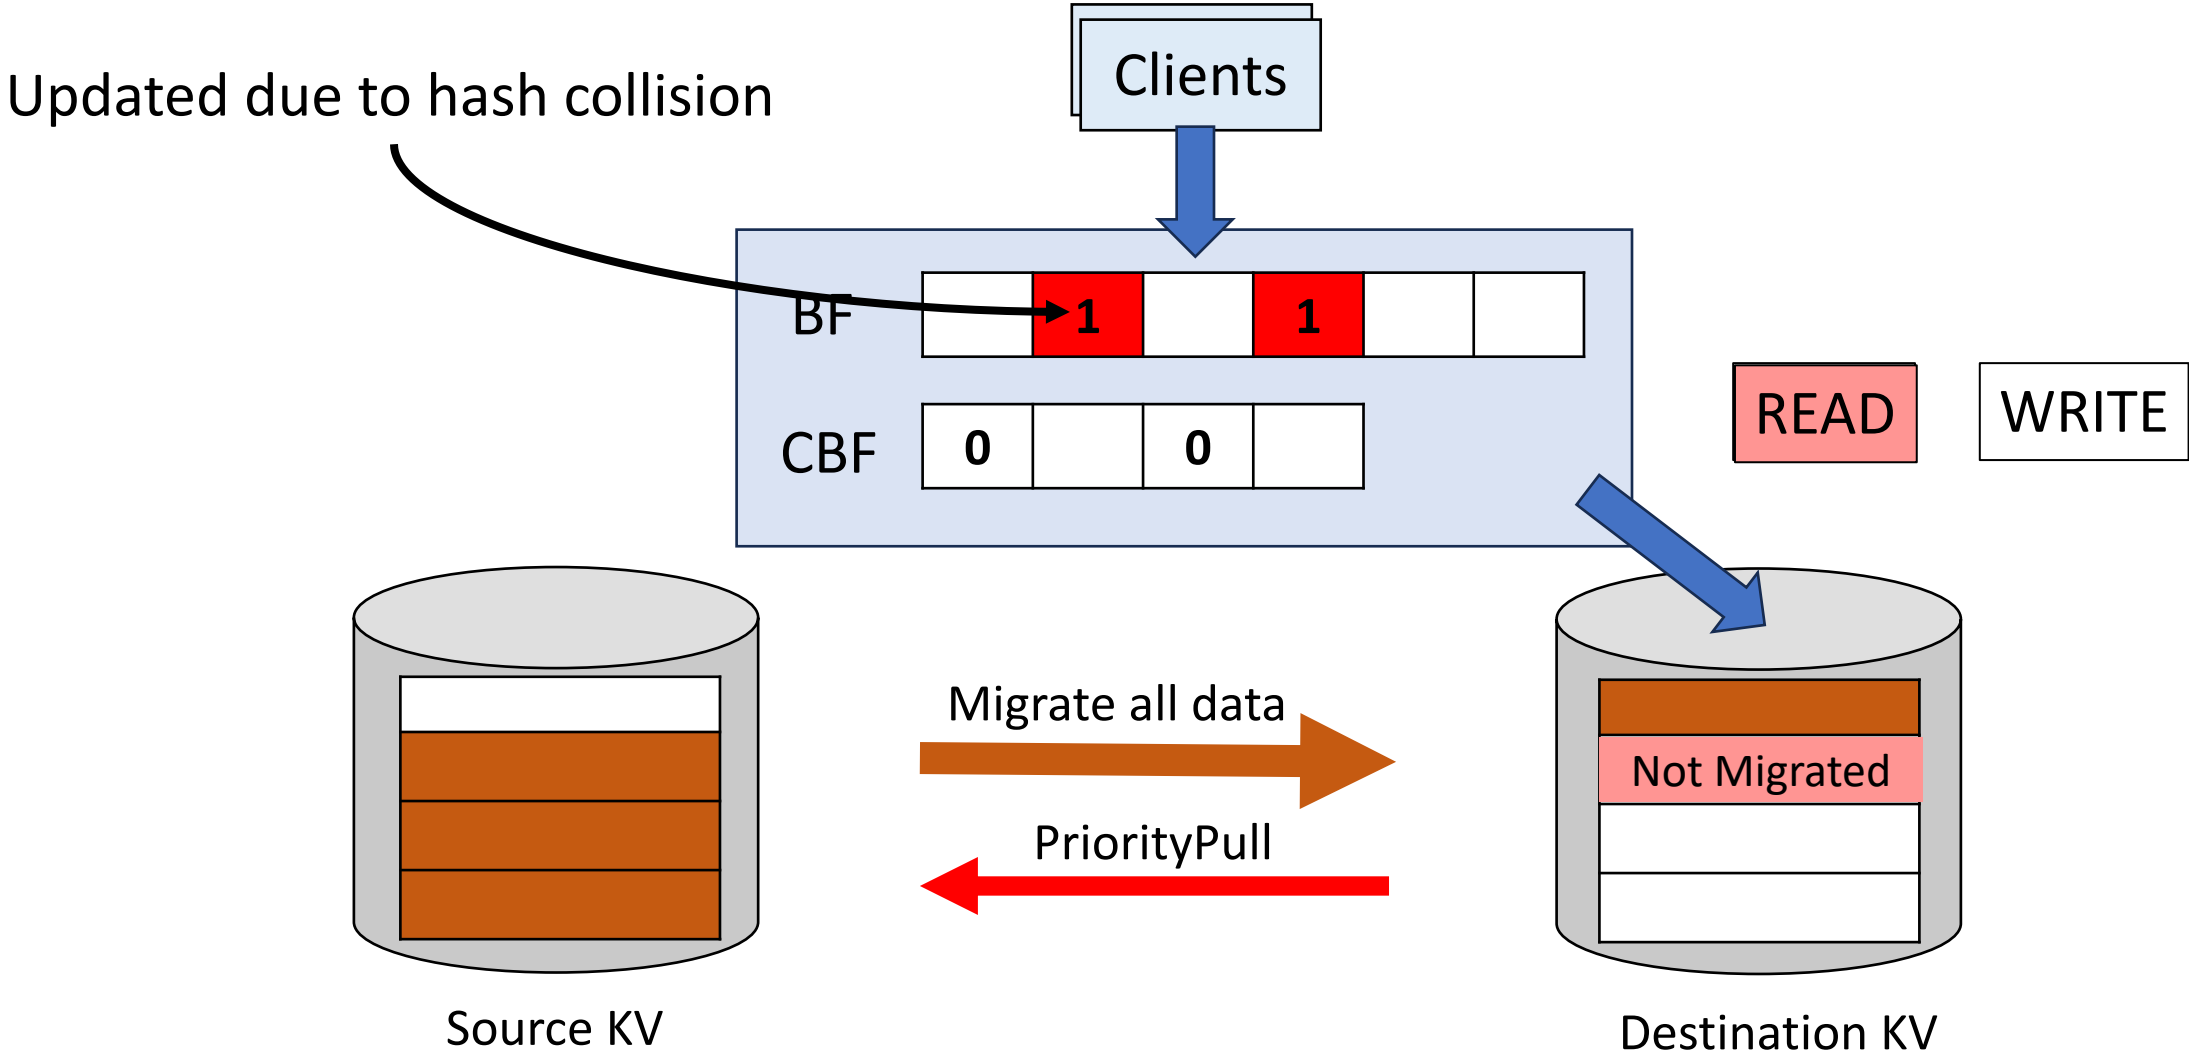 Clients
Updated due to hash collision
BF
1
1
CBF
0
0
READ
WRITE
Migrate all data
Not Migrated
PriorityPull
Source KV
Destination KV